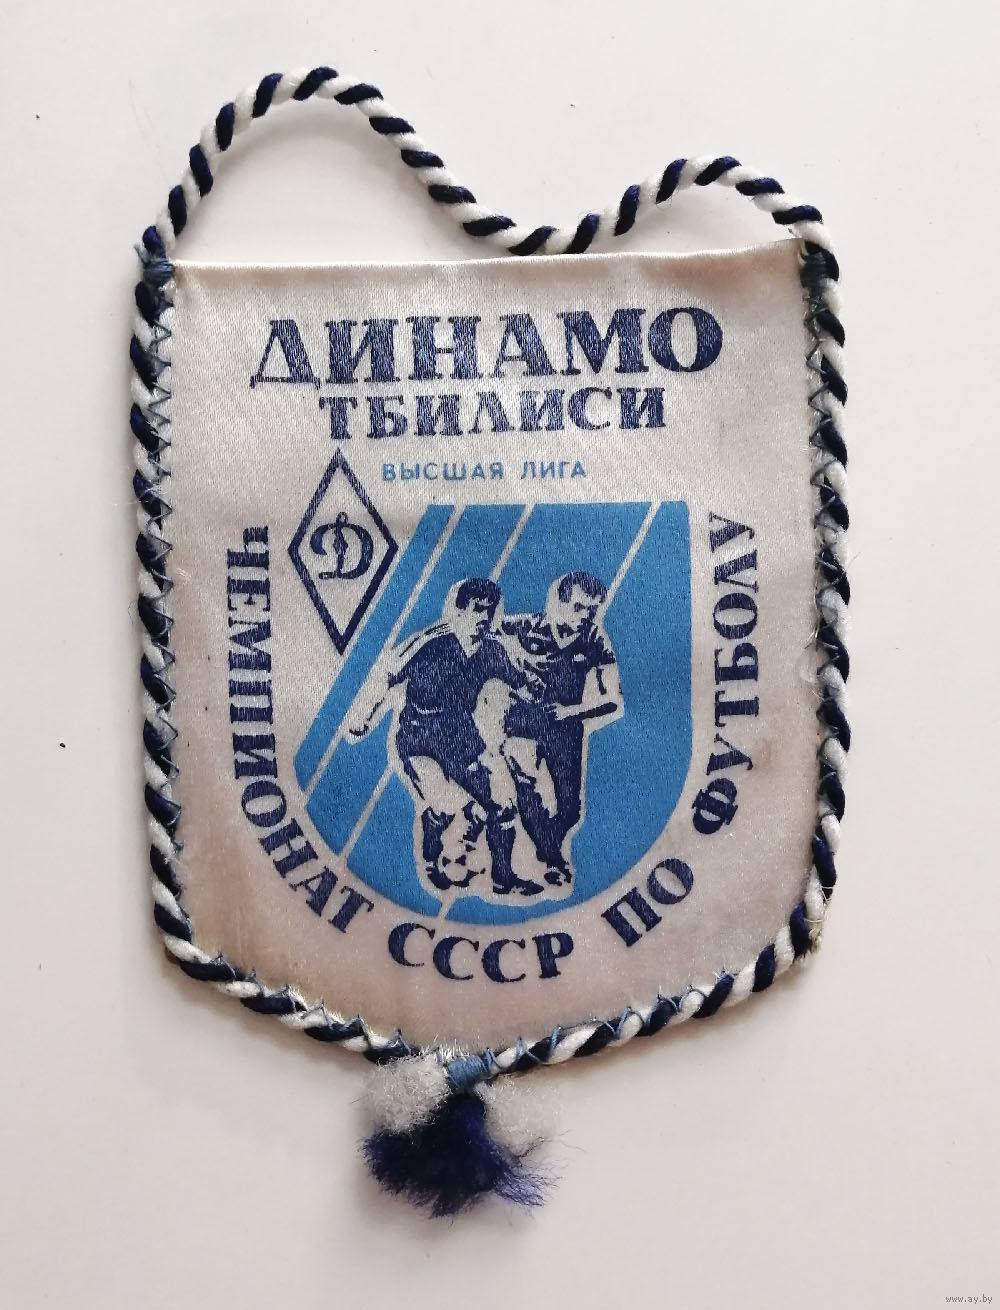 ДИНАМО
ТБИЛИСИ
ВЫСШАЯ ЛИГА
Д
ЧЕМПИОНАТ СССР ПО ФУТБОЛУ
www.ay.by